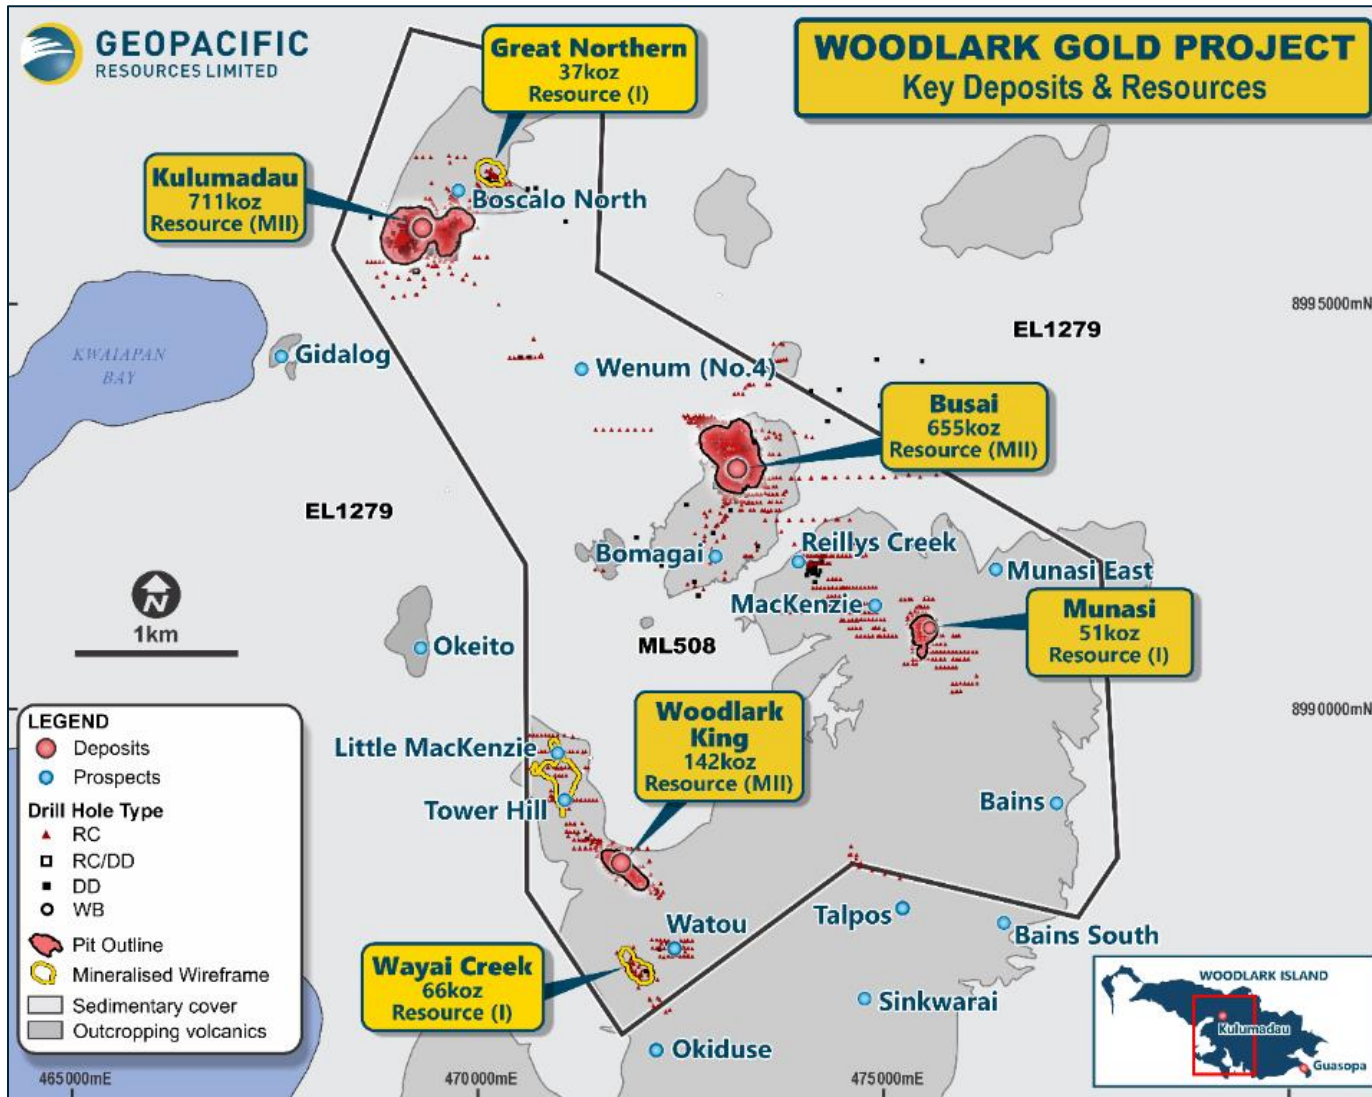 GEOPACIFIC
RESOURCES LIMITED
WOODLARK GOLD PROJECT
Key Deposits & Resources
Great Northern
37koz
Resource (I)
Kulumadau
711koz
Resource (MII)
Boscalo North
8995000mN
EL1279
KWAIAPAN
BAY
Gidalog
Wenum (No.4)
Busai
655koz
Resource (MII)
EL1279
Bomagai
Reillys Creek
Munasi East
MacKenzie
Munasi
51koz
Resource (I)
N
1km
Okeito
ML508
8990000mN
Woodlark
King
142koz
Resource (MII)
Little MacKenzie
Tower Hill
Bains
LEGEND
Deposits
Prospects
Drill Hole Type
RC
RC/DD
DD
WB
Pit Outline
Mineralised Wireframe
Sedimentary cover
Outcropping volcanics
Watou
Talpos
Bains South
Wayai Creek
66koz
Resource (I)
Sinkwarai
Okiduse
WOODLARK ISLAND
Kulumadau
Guasopa
465000mE
470000mE
475000mE